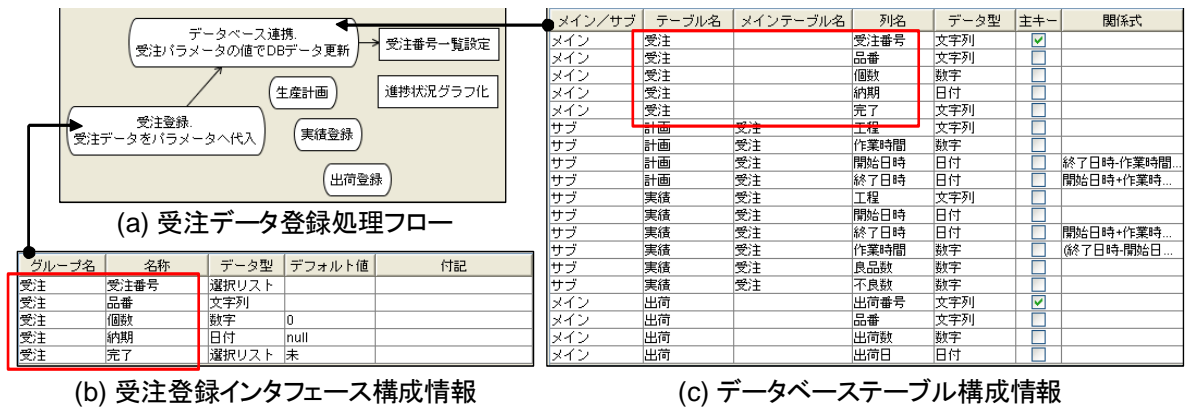 データベース連携.
受注パラメータの値でDBデータ更新
受注番号一覧設定
生産計画
進捗状況グラフ化
受注登録.
受注データをパラメータへ代入
実績登録
出荷登録
(a) 受注データ登録処理フロー
グループ名 名称 データ型 デフォルト値 付記
受注 受注番号 選択リスト
受注 品番 文字列
受注 個数 数字 0
受注 納期 日付 null
受注 完了 選択リスト 未
(b) 受注登録インタフェース構成情報
メイン／サブ テーブル名 メインテーブル名 列名 データ型 主キー 関係式
メイン 受注 受注番号 文字列
メイン 受注 品番 文字列
メイン 受注 個数 数字
メイン 受注 納期 日付
メイン 受注 完了 文字列
サブ 計画 受注 工程 文字列
サブ 計画 受注 作業時間 数字
サブ 計画 受注 開始日時 日付 終了日時-作業時間...
サブ 計画 受注 終了日時 日付 開始日時+作業時...
サブ 実績 受注 工程 文字列
サブ 実績 受注 開始日時 日付
サブ 実績 受注 終了日時 日付 開始日時+作業時...
サブ 実績 受注 作業時間 数字 (終了日時-開始日...
サブ 実績 受注 良品数 数字
サブ 実績 受注 不良数 数字
メイン 出荷 出荷番号 文字列
メイン 出荷 品番 文字列
メイン 出荷 出荷数 数字
メイン 出荷 出荷日 日付
(c) データベーステーブル構成情報